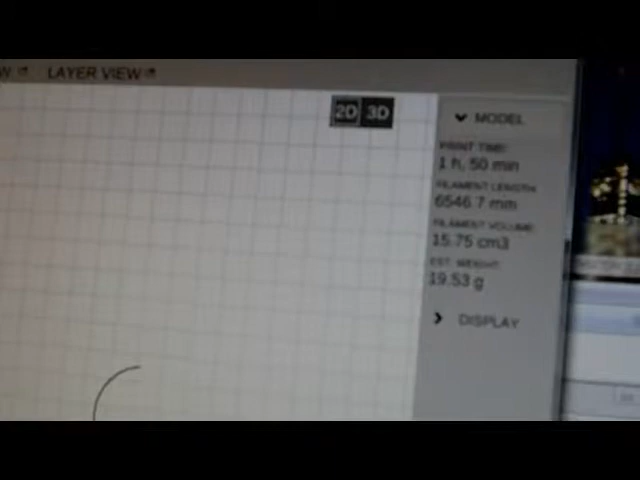 W LAYER VIEW
2D 3D
MODEL
PRINT TIME:
1 h, 50 min
FILAMENT LENGTH:
6546.7 mm
FILAMENT VOLUME:
15.75 cm3
EST. WEIGHT:
19.53 g
DISPLAY